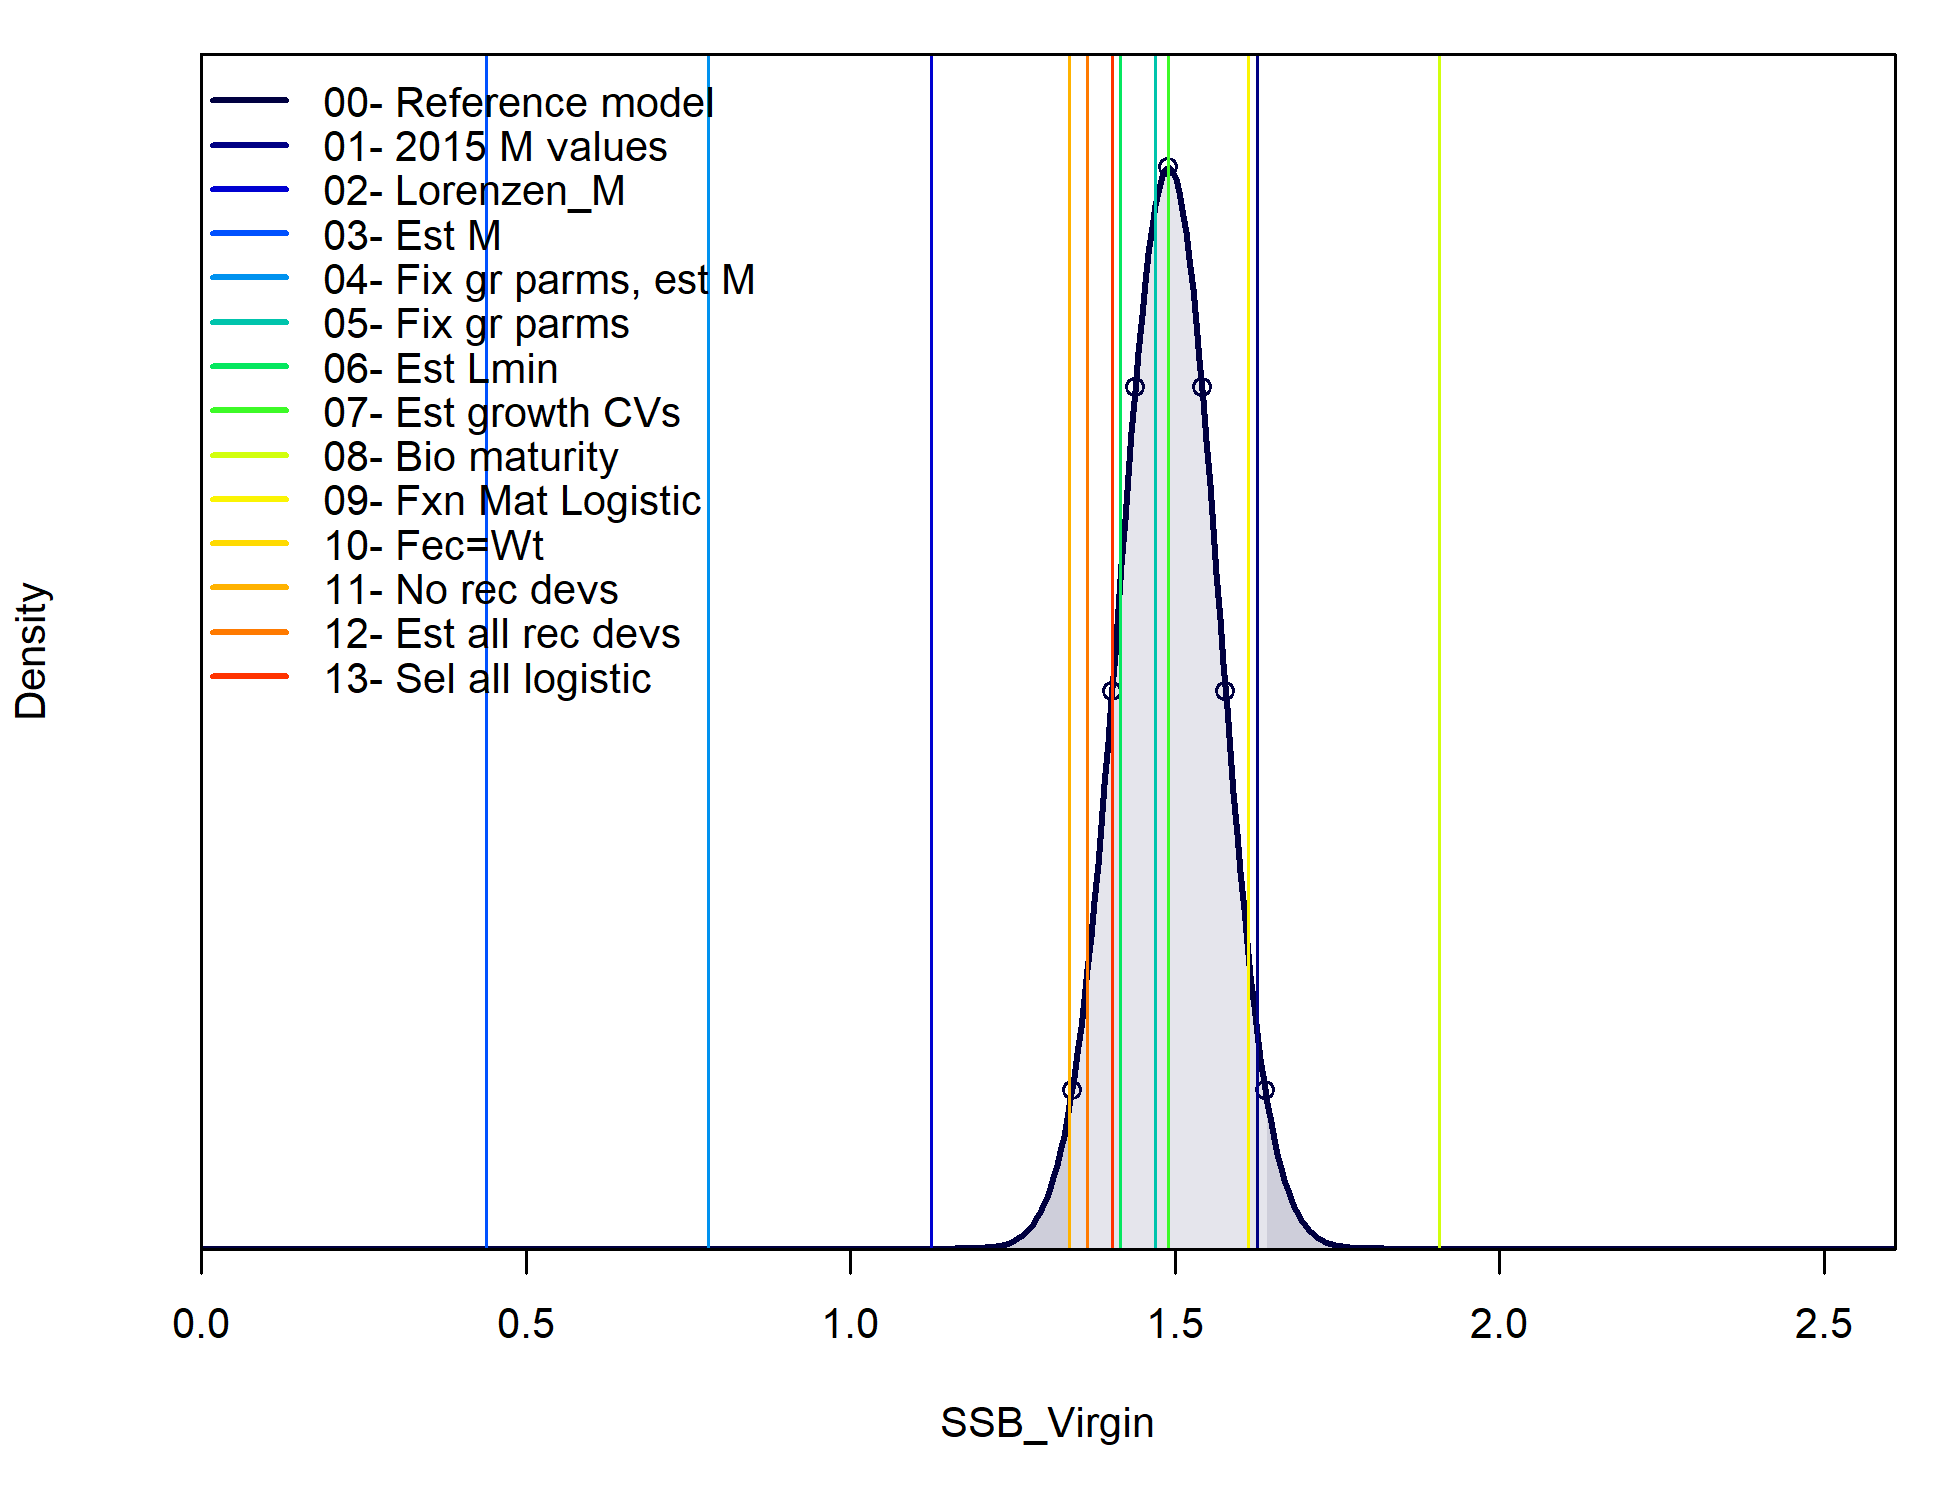 00- Reference model
01- 2015 M values
02- Lorenzen_M
03- Est M
04- Fix gr parms, est M
05- Fix gr parms
06- Est Lmin
07- Est growth CVs
08- Bio maturity
09- Fxn Mat Logistic
10- Fec=Wt
11- No rec devs
12- Est all rec devs
13- Sel all logistic
Density
0.0 0.5 1.0 1.5 2.0 2.5
SSB_Virgin